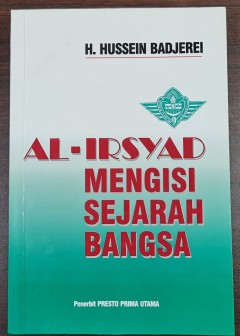 H. HUSSEIN BADJEREI
AL-IRSYAD
MENGISI
SEJARAH
BANGSA
Penerbit PRESTO PRIMA UTAMA